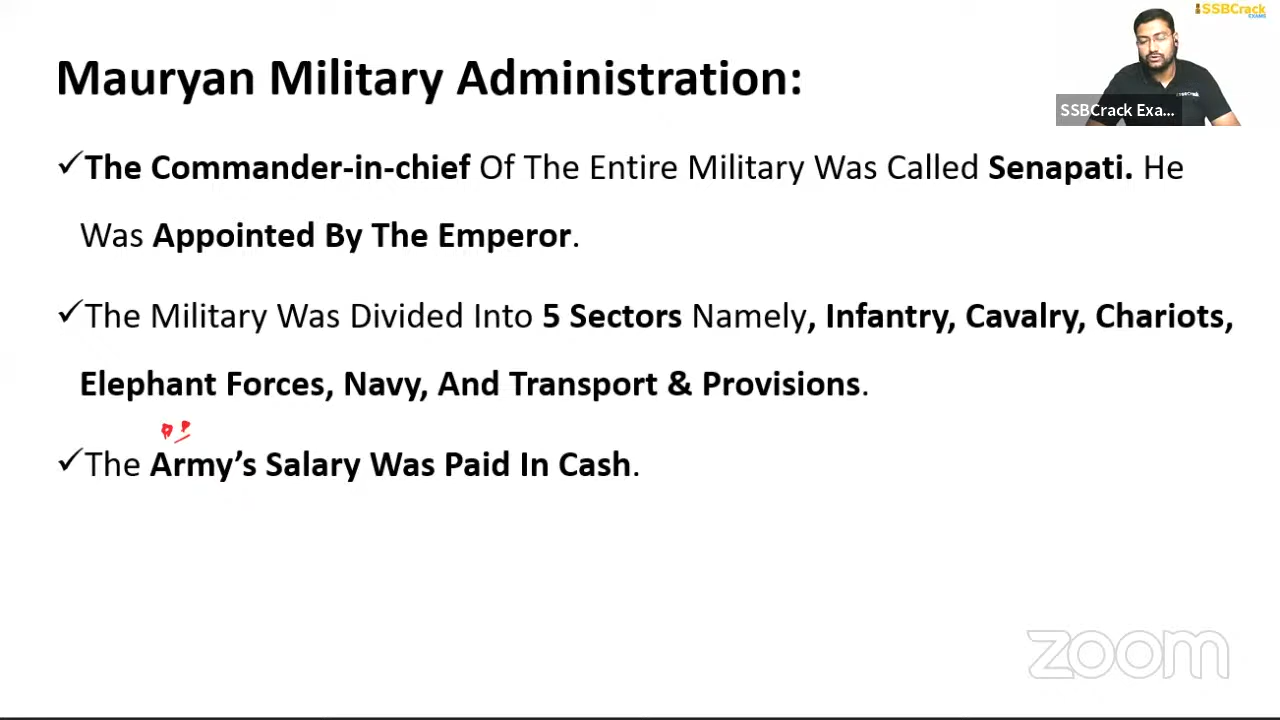 SSBCrack
EXAMS
Mauryan Military Administration:
SSBCrack Exa...
✓The Commander-in-chief Of The Entire Military Was Called Senapati. He
Was Appointed By The Emperor.
✓The Military Was Divided Into 5 Sectors Namely, Infantry, Cavalry, Chariots,
Elephant Forces, Navy, And Transport & Provisions.
✓The Army’s Salary Was Paid In Cash.
zoom